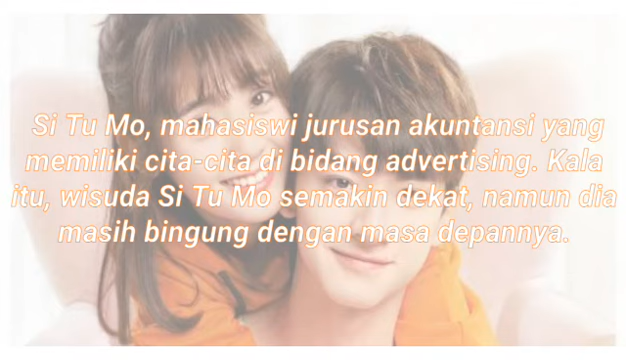 Si Tu Mo, mahasiswi jurusan akuntansi yang
memiliki cita-cita di bidang advertising. Kala
itu, wisuda Si Tu Mo semakin dekat, namun dia
masih bingung dengan masa depannya.